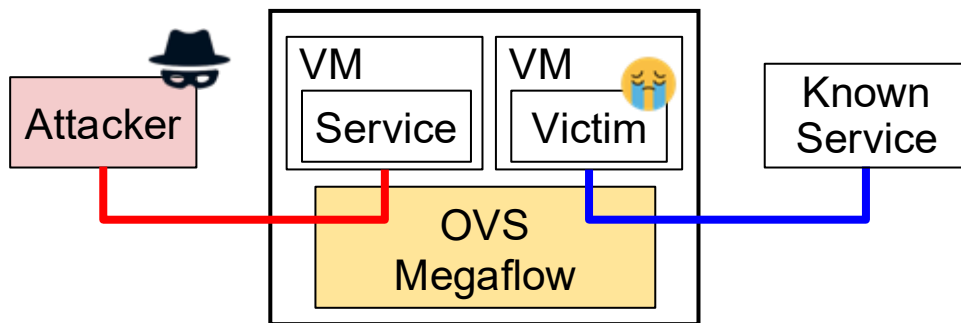 VM
VM
Attacker
Service
Victim
Known
Service
OVS
Megaflow